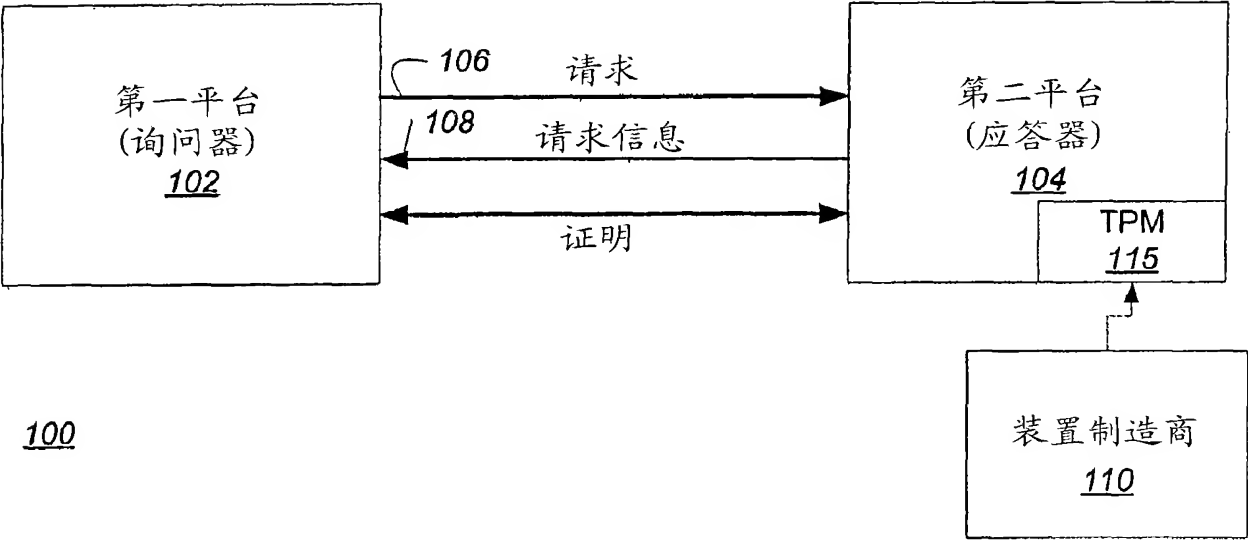 第一平台
(询问器)
102
106
请求
108
请求信息
证明
第二平台
(应答器)
104
TPM
115
装置制造商
110
100